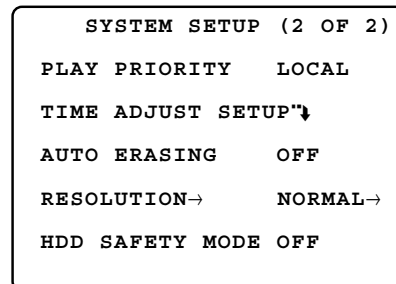 SYSTEM SETUP (2 OF 2)
PLAY PRIORITY LOCAL
TIME ADJUST SETUP
AUTO ERASING OFF
RESOLUTION→ NORMAL→
HDD SAFETY MODE OFF